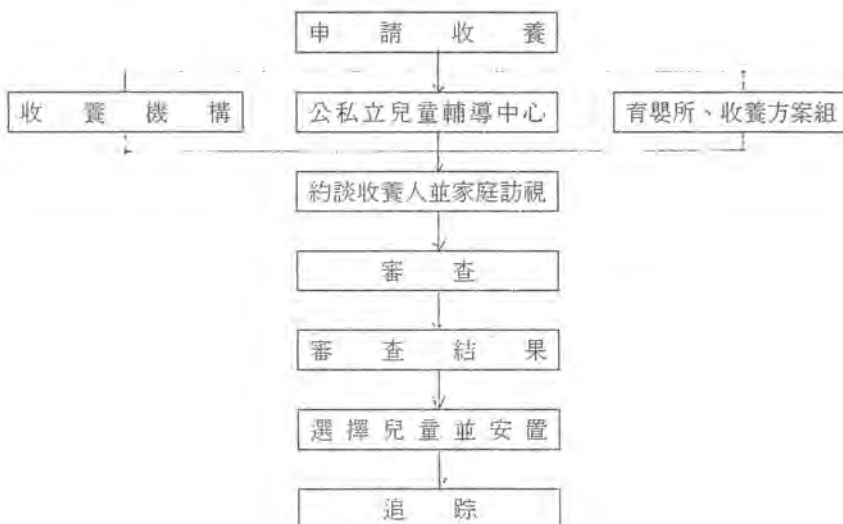 申請收養
收養機構
公私立兒童輔導中心
育嬰所、收養方案組
約談收養人並家庭訪視
審查
審查結果
選擇兒童並安置
追踪